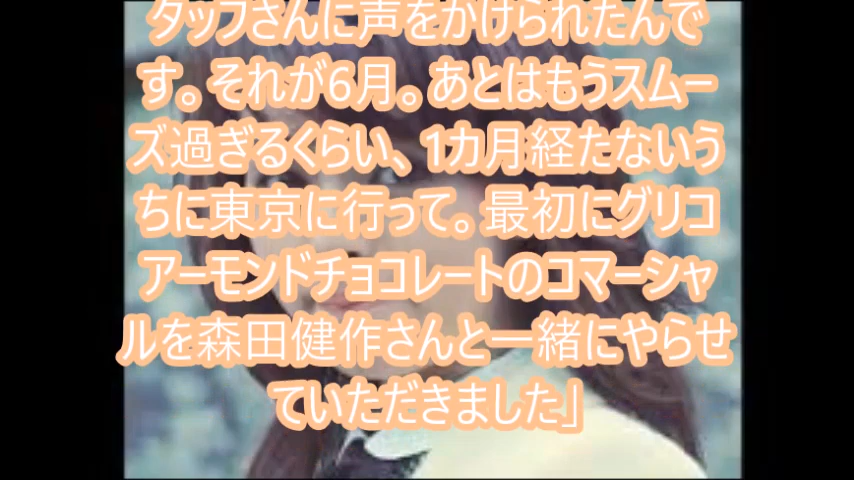 タッフさんに声をかけられたんで
す。それが6月。あとはもうスムー
ズ過ぎるくらい、1カ月経たないう
ちに東京に行って。最初にグリコ
アーモンドチョコレートのコマーシャ
ルを森田健作さんと一緒にやらせ
ていただきました」